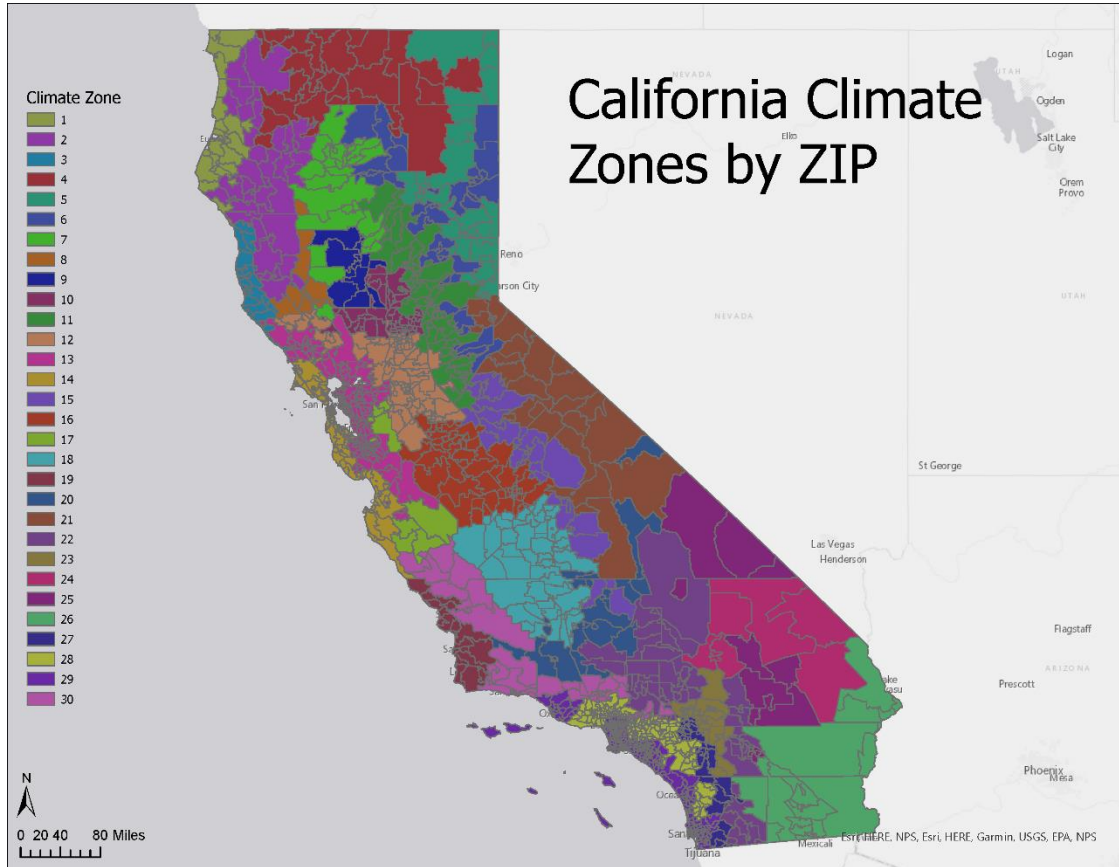 California Climate
Zones by ZIP
Climate Zone
1
2
3
4
5
6
7
8
9
10
11
12
13
14
15
16
17
18
19
20
21
22
23
24
25
26
27
28
29
30
N
0 20 40 80 Miles
NEVADA
UTAH
Logan
Ogden
Salt Lake
City
Elko
Orem
Provo
Reno
arson City
NEVADA
UTAH
St George
Las Vegas
Henderson
Flagstaff
ARIZONA
Prescott
Phoenix
Mesa
Mexicali
Tijuana
Esri, HERE, NPS, Esri, HERE, Garmin, USGS, EPA, NPS